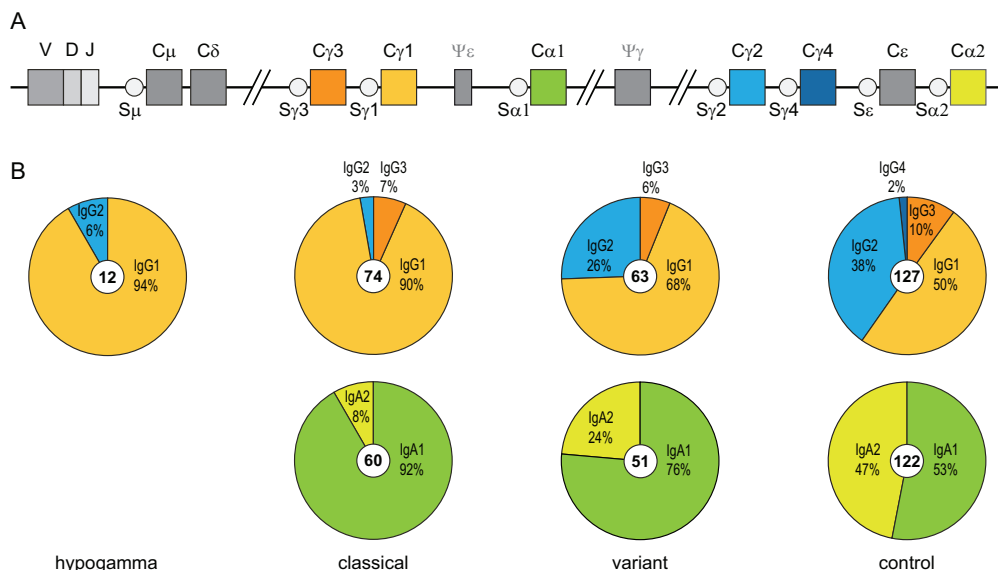 A
V D J Cμ Cδ Cγ3 Cγ1 Ψε Cα1 Ψγ Cγ2 Cγ4 Cε Cα2
Sμ Sγ3 Sγ1 Sα1 Sγ2 Sγ4 Sε Sα2
B
IgG2
6%
IgG1
94%
12
IgG2
3%
IgG3
7%
IgG1
90%
74
IgG3
6%
IgG2
26%
IgG1
68%
63
IgG4
2%
IgG3
10%
IgG2
38%
IgG1
50%
127
IgA2
8%
IgA1
92%
60
IgA2
24%
IgA1
76%
51
IgA2
47%
IgA1
53%
122
hypogamma classical variant control